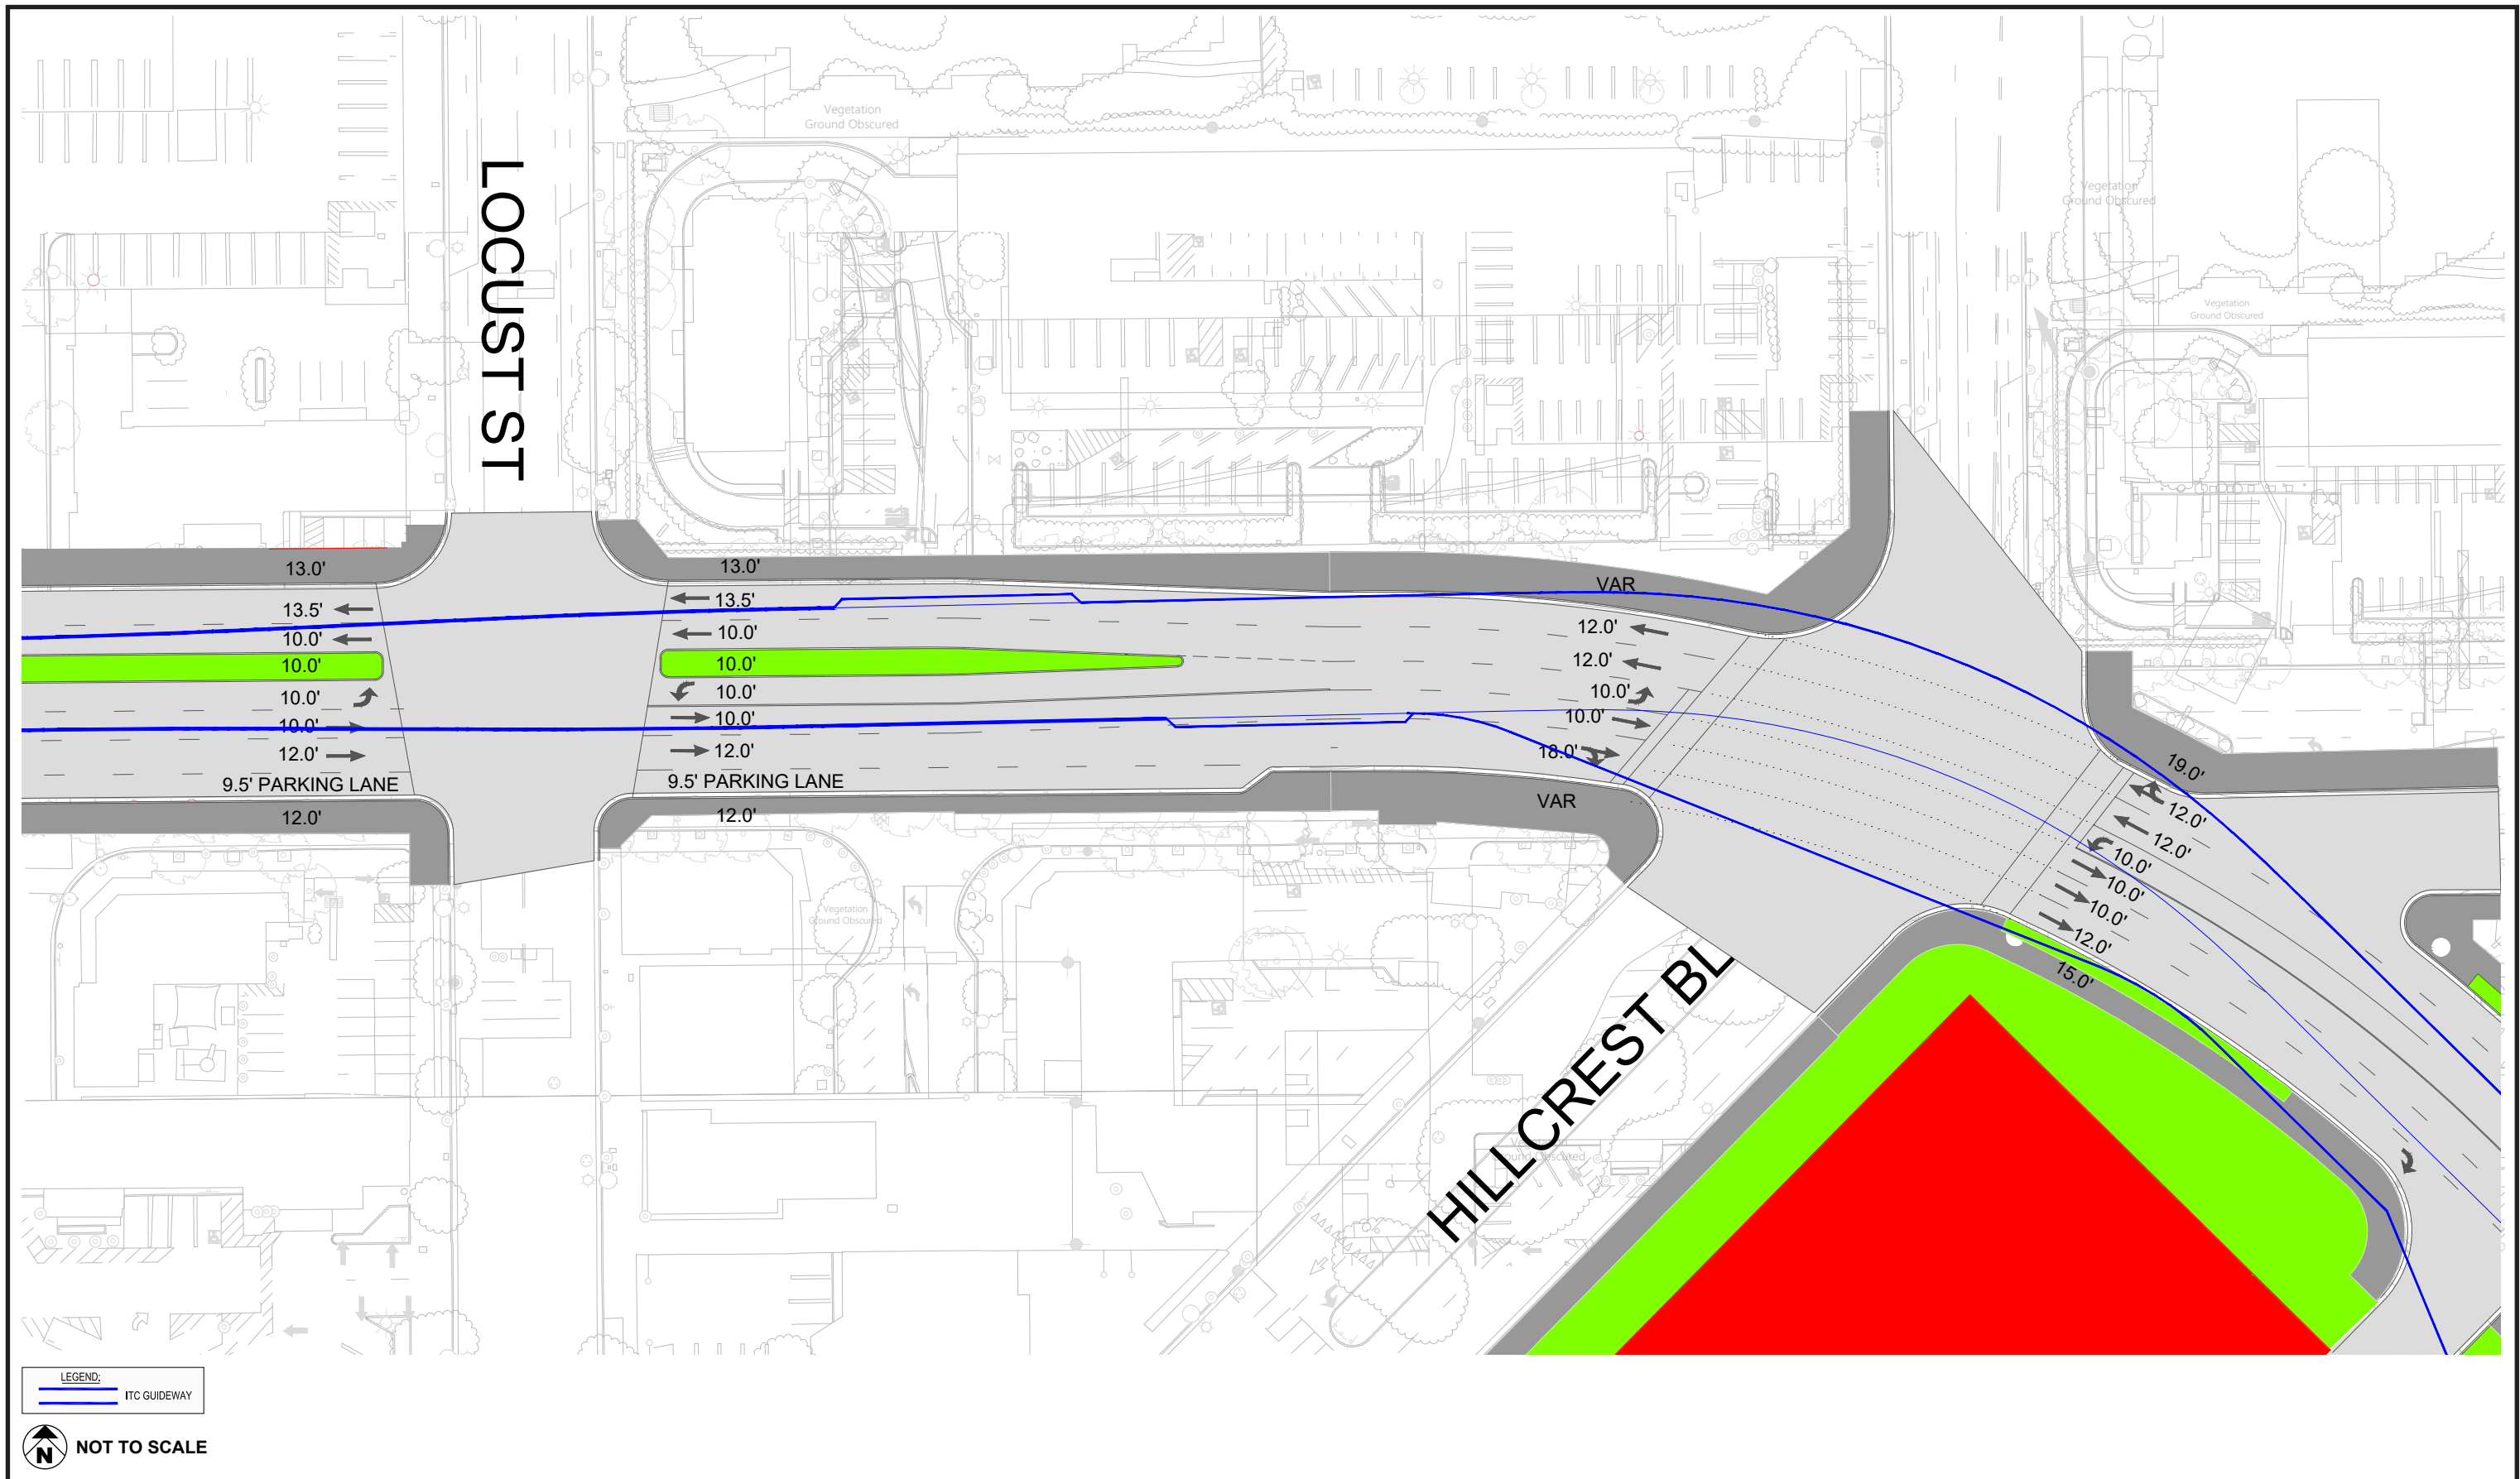 Vegetation
Ground Obscured
Vegetation
Ground Obscured
Vegetation
Ground Obscured
LOCUST ST
13.0'
13.0'
VAR
13.5'
13.5'
10.0'
10.0'
10.0'
10.0'
10.0'
10.0'
10.0'
10.0'
12.0'
12.0'
9.5' PARKING LANE
9.5' PARKING LANE
12.0'
12.0'
12.0'
12.0'
10.0'
10.0'
18.0'
VAR
19.0'
12.0'
12.0'
10.0'
10.0'
10.0'
12.0'
15.0'
Vegetation
Ground Obscured
HILLCREST BL
Ground Obscured
LEGEND:
ITC GUIDEWAY
N
NOT TO SCALE